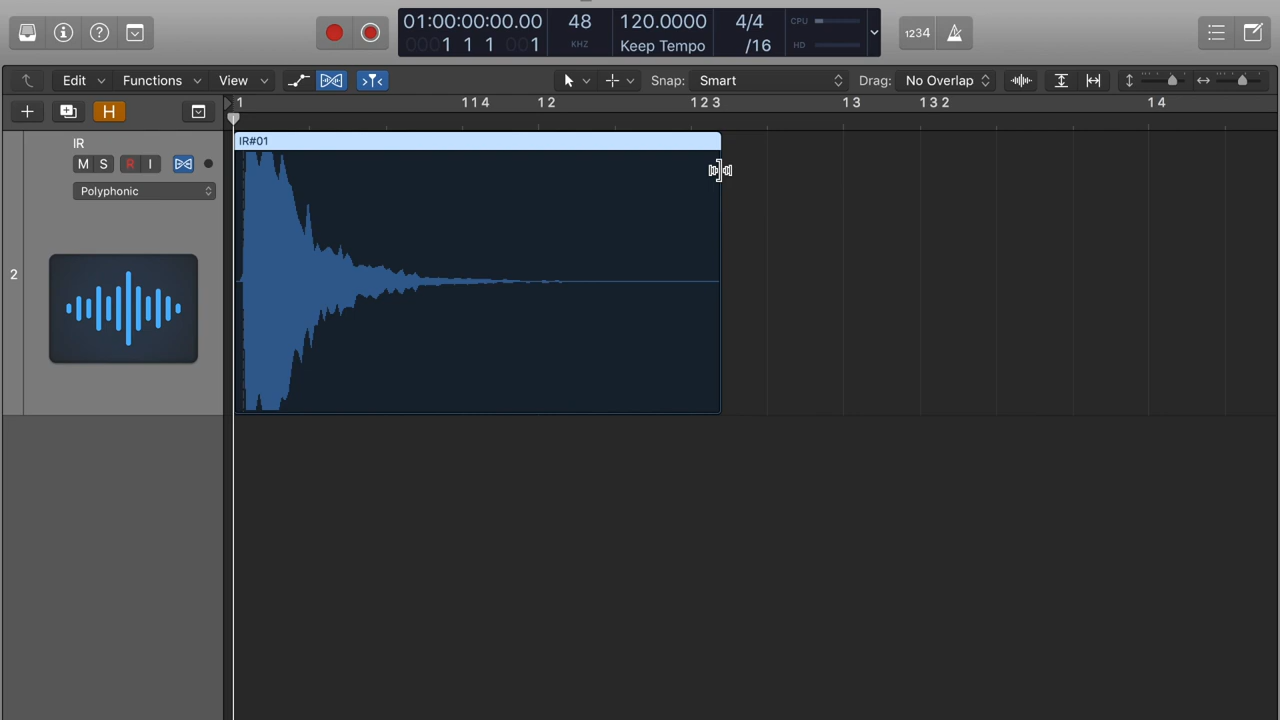 01:00:00:00.00 48 120.0000 4/4 CPU
0001 1 1 001 KHZ Keep Tempo /16 HD
1234
Edit Functions View Snap: Smart Drag: No Overlap
H 1 1 1 4 1 2 1 2 3 1 3 1 3 2 1 4
IR IR#01
M S R I
Polyphonic
2